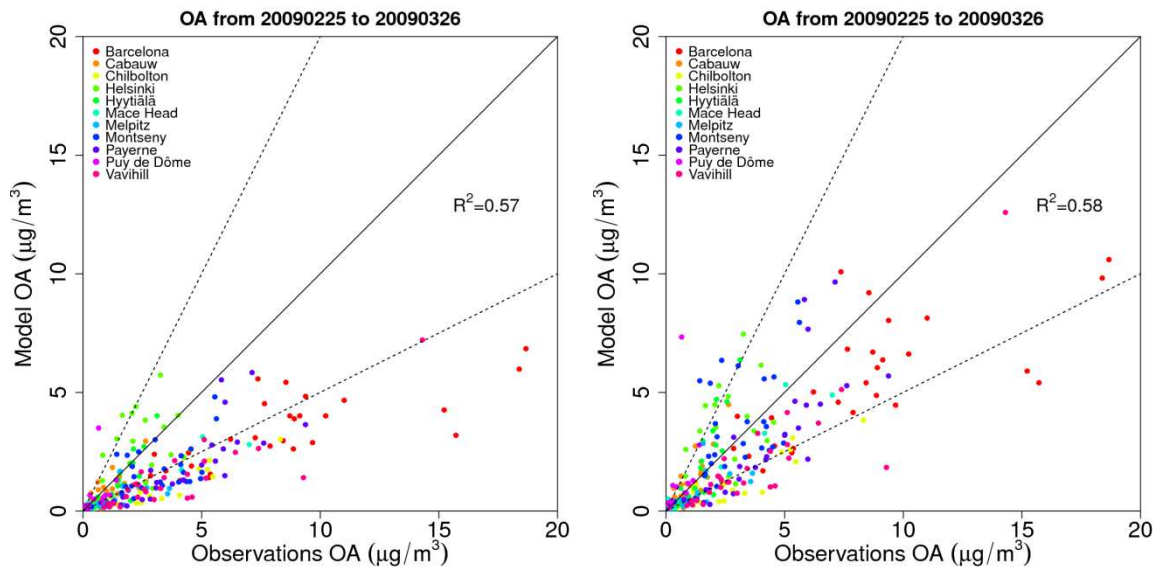 OA from 20090225 to 20090326
Model OA (μg/m³)
20
15
10
5
0
Barcelona
Cabauw
Chilbolton
Helsinki
Hyytiälä
Mace Head
Melpitz
Montseny
Payerne
Puy de Dôme
Vavihill
R²=0.57
0 5 10 15 20
Observations OA (μg/m³)
OA from 20090225 to 20090326
Model OA (μg/m³)
20
15
10
5
0
Barcelona
Cabauw
Chilbolton
Helsinki
Hyytiälä
Mace Head
Melpitz
Montseny
Payerne
Puy de Dôme
Vavihill
R²=0.58
0 5 10 15 20
Observations OA (μg/m³)